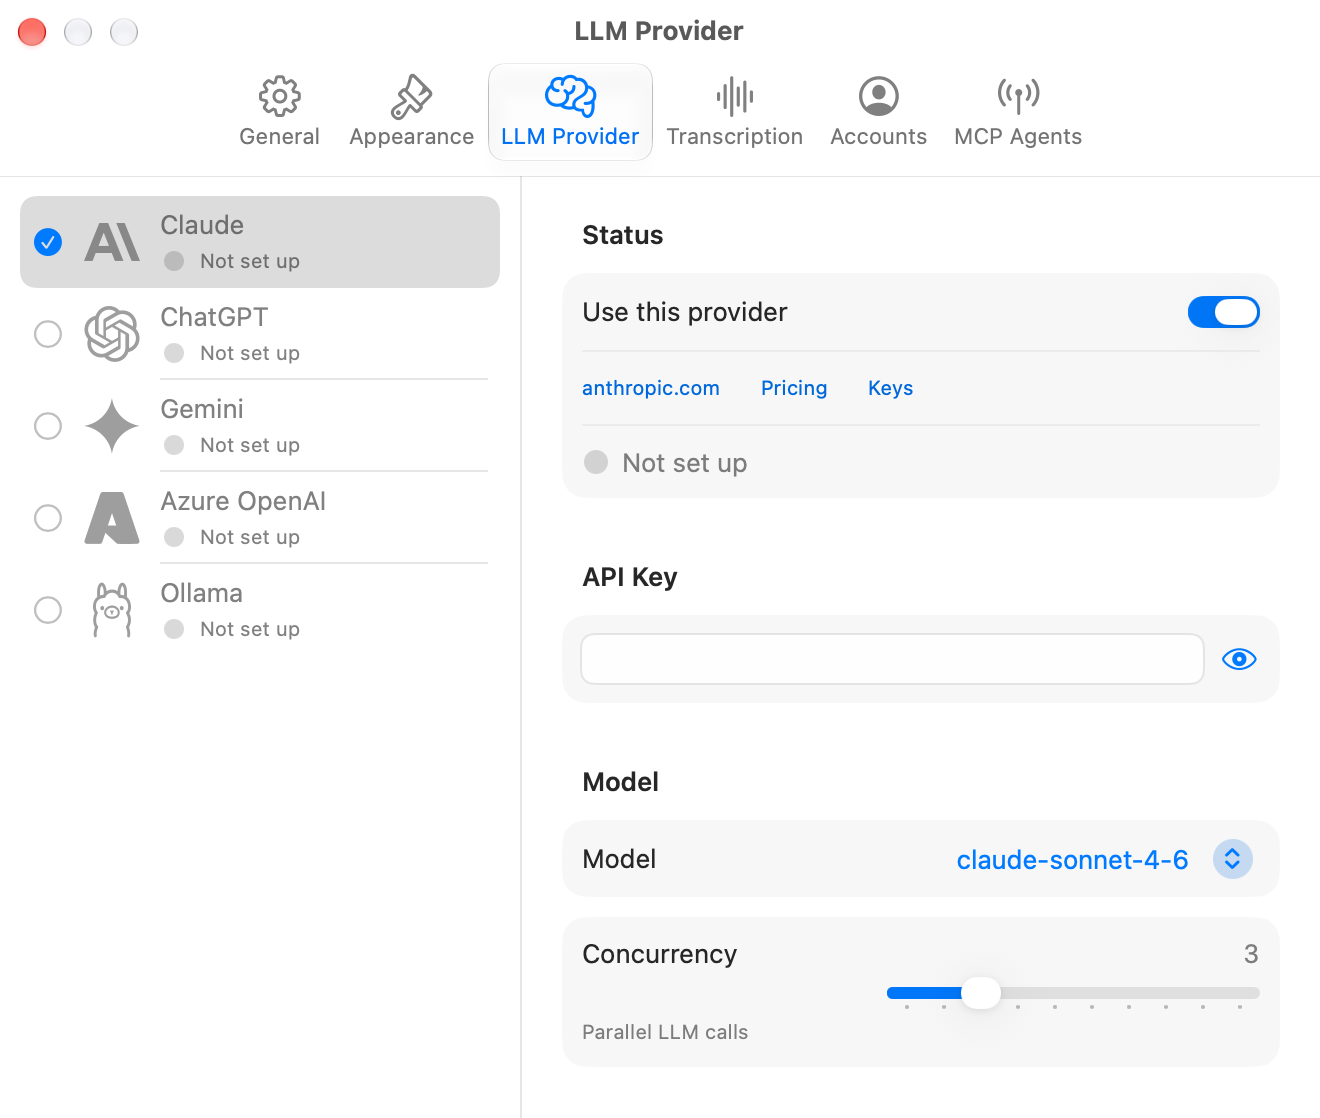 LLM Provider
General
Appearance
LLM Provider
Transcription
Accounts
MCP Agents
Claude
Not set up
ChatGPT
Not set up
Gemini
Not set up
Azure OpenAI
Not set up
Ollama
Not set up
Status
Use this provider
anthropic.com Pricing Keys
Not set up
API Key
Model
Model claude-sonnet-4-6
Concurrency 3
Parallel LLM calls